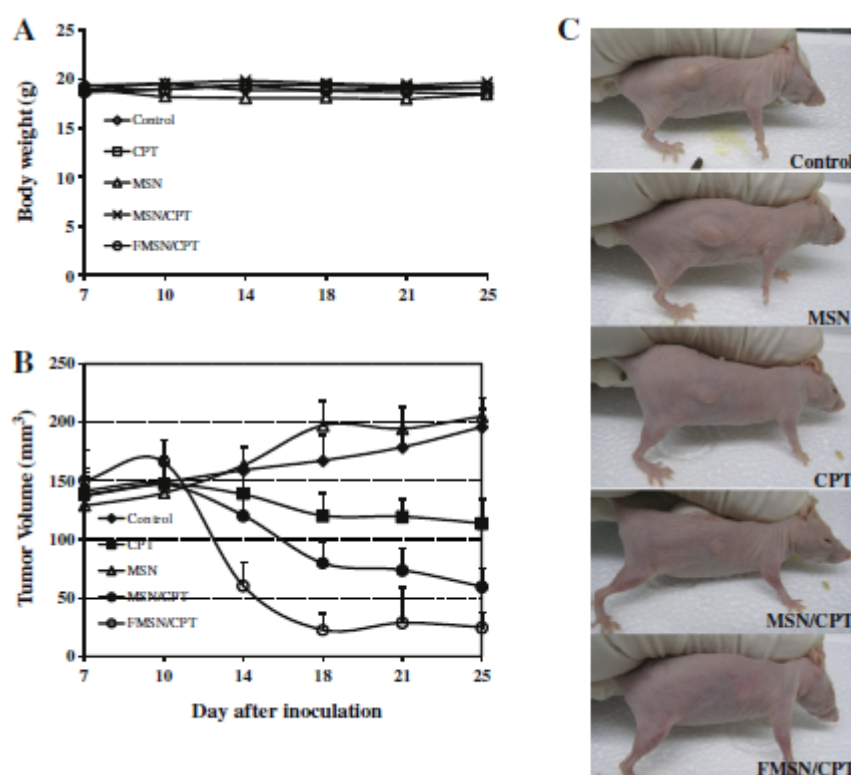 A
25
20
15
10
5
0
Body weight (g)
Control
CPT
MSN
MSN/CPT
FMSN/CPT
7 10 14 18 21 25
B
250
200
150
100
50
0
Tumor Volume (mm³)
Control
CPT
MSN
MSN/CPT
FMSN/CPT
7 10 14 18 21 25
Day after inoculation
C
Control
MSN
CPT
MSN/CPT
FMSN/CPT